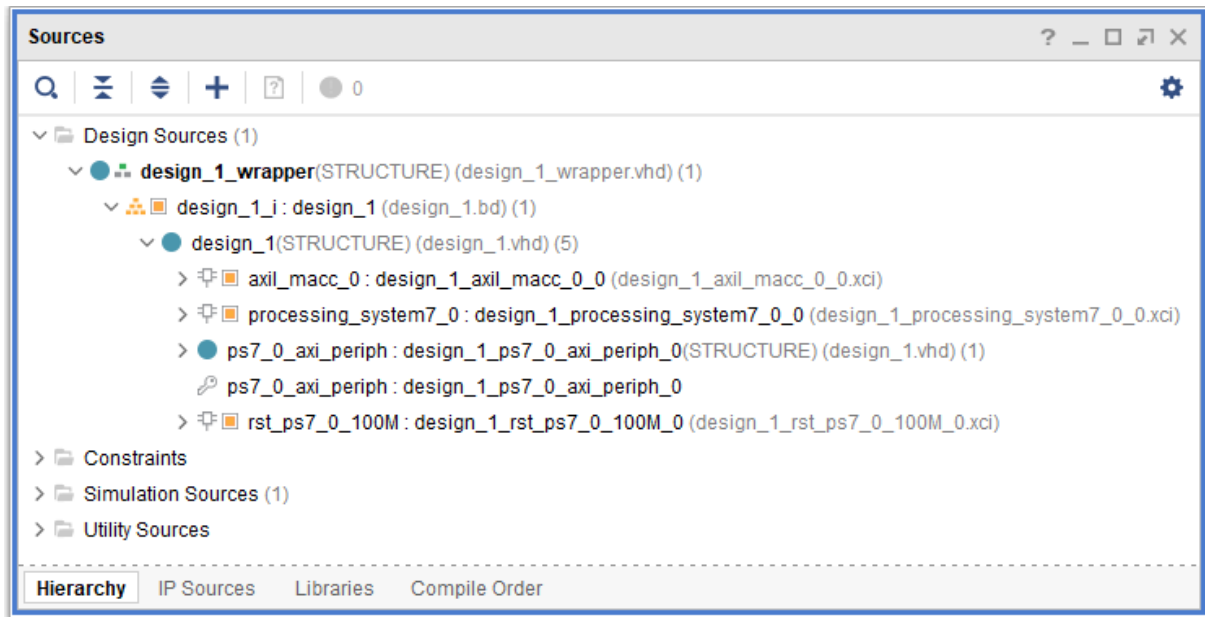 Sources
0
Design Sources (1)
design_1_wrapper(STRUCTURE) (design_1_wrapper.vhd) (1)
design_1_i : design_1 (design_1.bd) (1)
design_1(STRUCTURE) (design_1.vhd) (5)
axil_macc_0 : design_1_axil_macc_0_0 (design_1_axil_macc_0_0.xci)
processing_system7_0 : design_1_processing_system7_0_0 (design_1_processing_system7_0_0.xci)
ps7_0_axi_periph : design_1_ps7_0_axi_periph_0(STRUCTURE) (design_1.vhd) (1)
ps7_0_axi_periph : design_1_ps7_0_axi_periph_0
rst_ps7_0_100M : design_1_rst_ps7_0_100M_0 (design_1_rst_ps7_0_100M_0.xci)
Constraints
Simulation Sources (1)
Utility Sources
Hierarchy IP Sources Libraries Compile Order